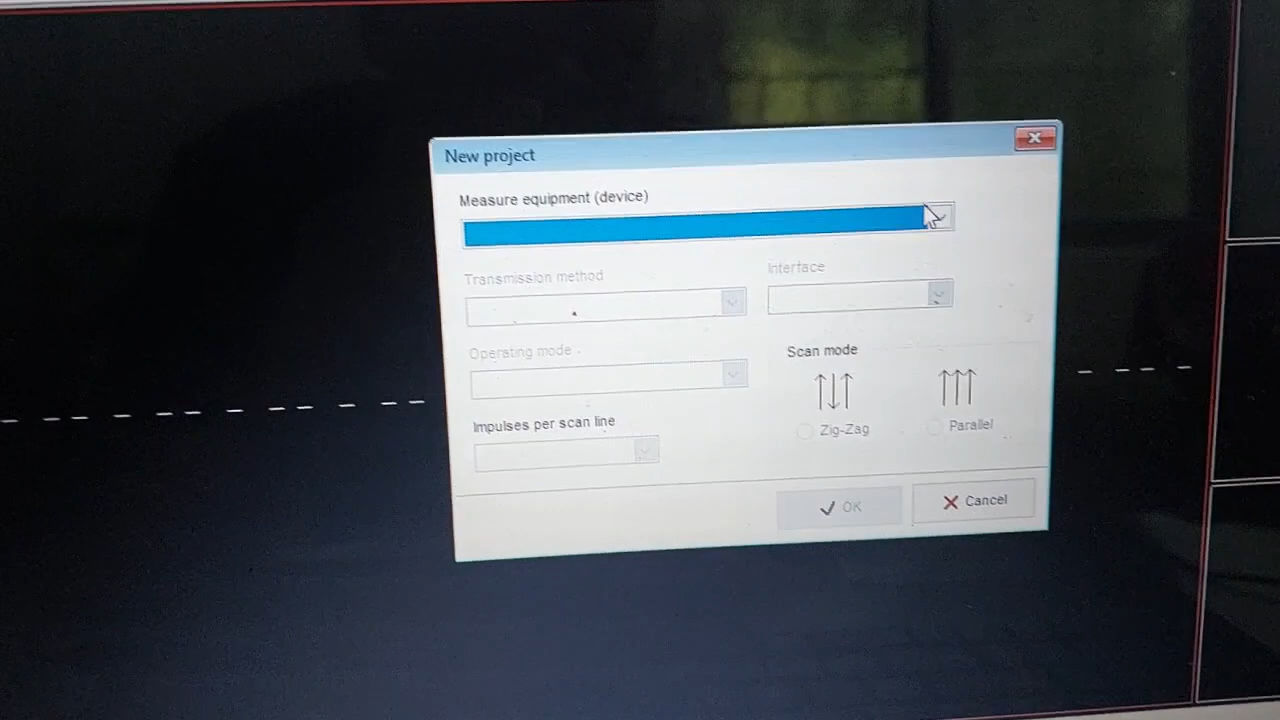 New project
Measure equipment (device)
Transmission method
Interface
Operating mode
Scan mode
Zig-Zag
Parallel
Impulses per scan line
OK
Cancel